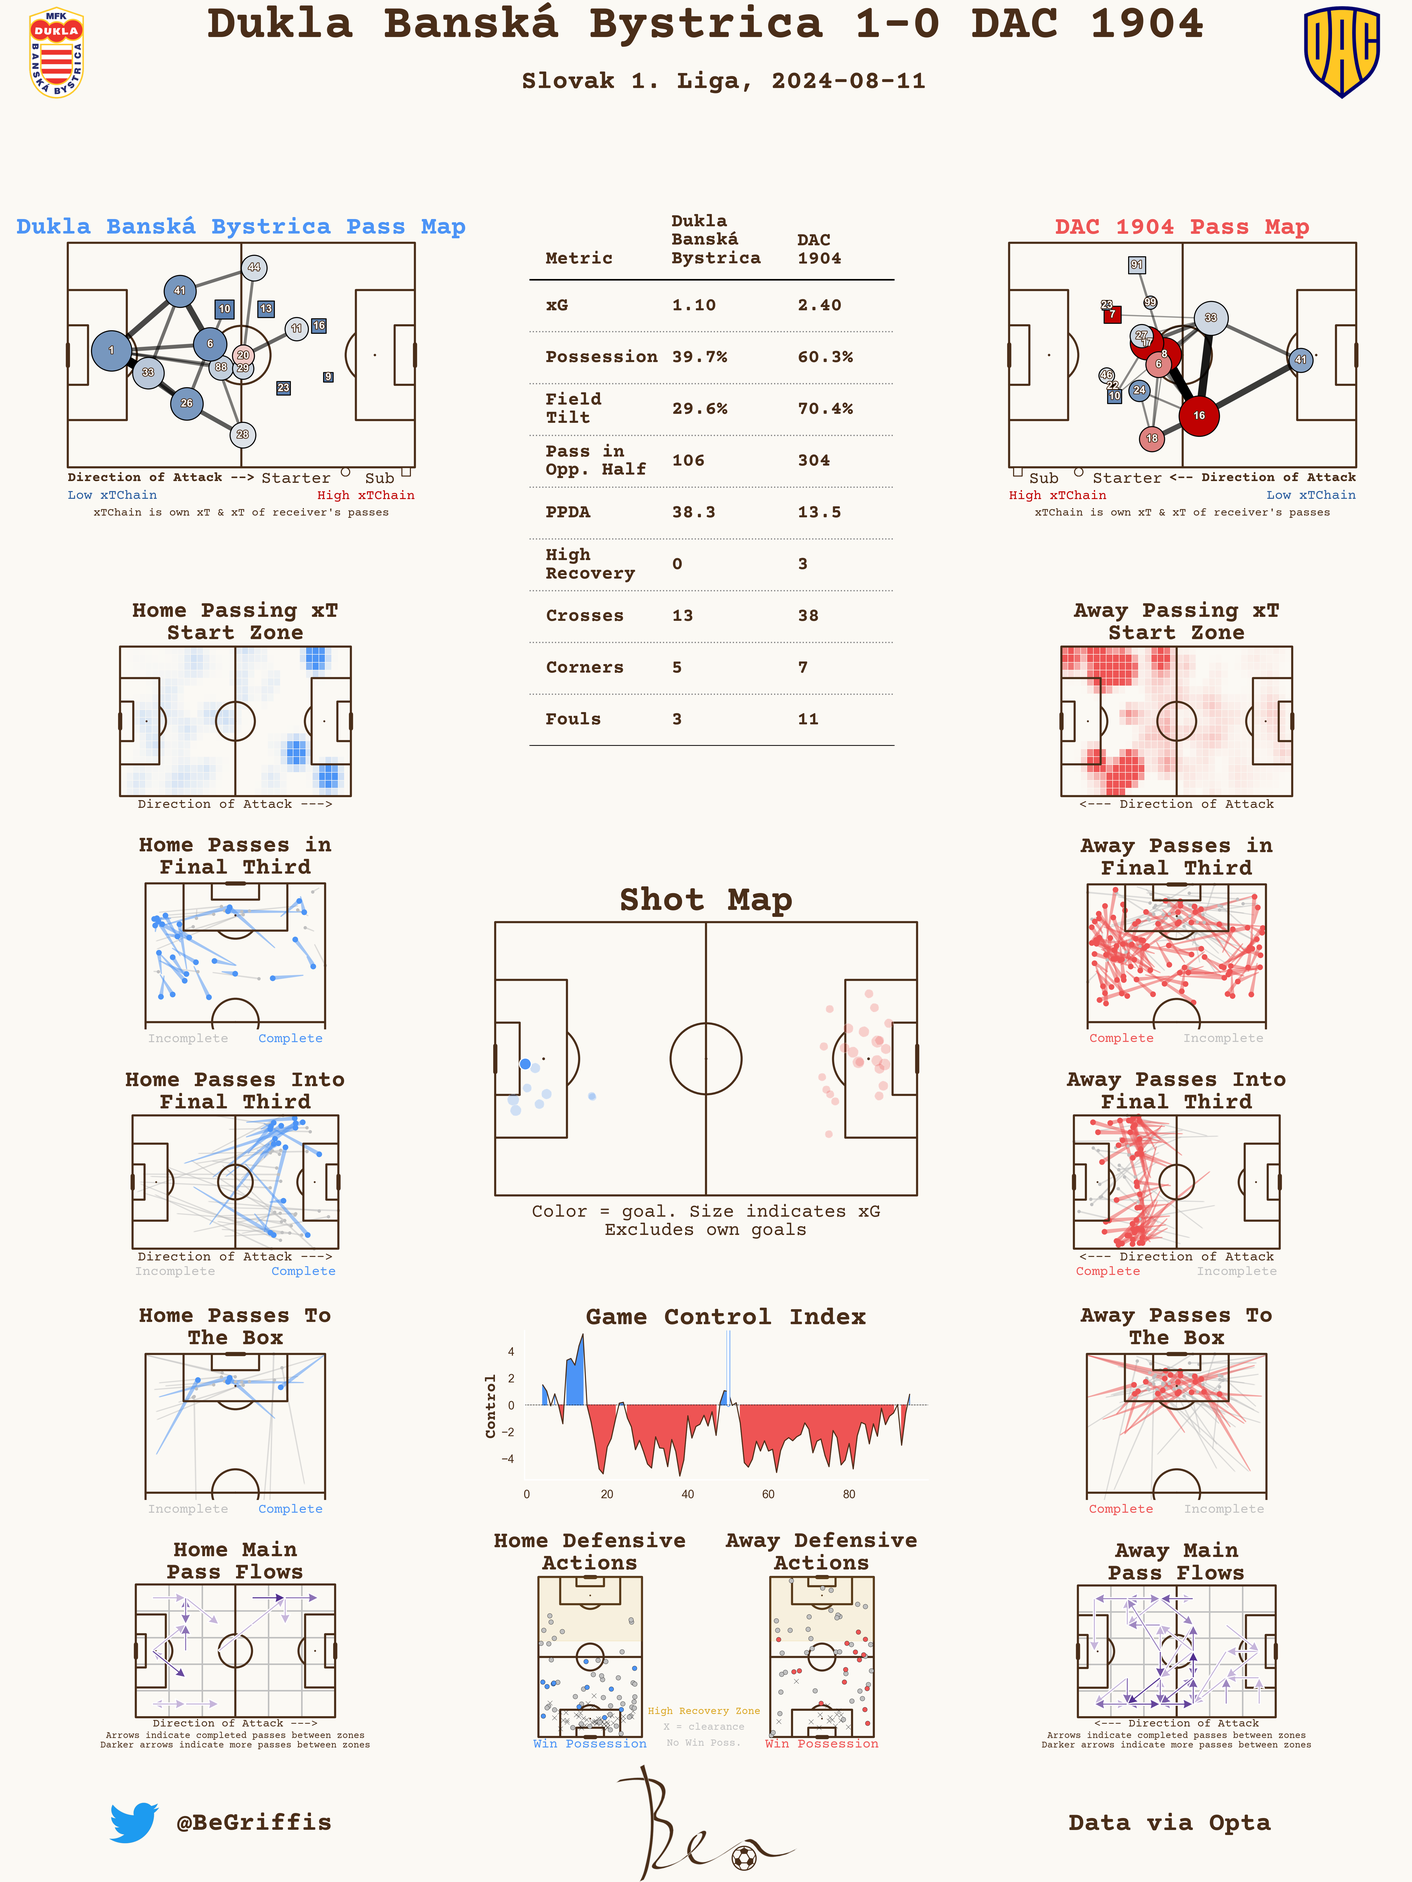 Dukla Banská Bystrica 1-0 DAC 1904
Slovak 1. Liga, 2024-08-11
MFK
DUKLA
BANSKÁ BYSTRICA
DAC
Dukla Banská Bystrica Pass Map
44
41
10
13
11
16
1
6
20
33
88
29
9
23
26
28
Direction of Attack --> Starter Sub
Low xTChain High xTChain
xTChain is own xT & xT of receiver's passes
Metric Dukla Banská Bystrica DAC 1904
xG 1.10 2.40
Possession 39.7% 60.3%
Field Tilt 29.6% 70.4%
Pass in Opp. Half 106 304
PPDA 38.3 13.5
High Recovery 0 3
Crosses 13 38
Corners 5 7
Fouls 3 11
DAC 1904 Pass Map
91
99
23
7
33
27
17
8
6
41
46
22
10
24
16
18
Sub Starter <-- Direction of Attack
High xTChain Low xTChain
xTChain is own xT & xT of receiver's passes
Home Passing xT
Start Zone
Direction of Attack --->
Away Passing xT
Start Zone
<--- Direction of Attack
Home Passes in
Final Third
Incomplete Complete
Away Passes in
Final Third
Complete Incomplete
Shot Map
Color = goal. Size indicates xG
Excludes own goals
Home Passes Into
Final Third
Direction of Attack --->
Incomplete Complete
Away Passes Into
Final Third
<--- Direction of Attack
Complete Incomplete
Home Passes To
The Box
Incomplete Complete
Game Control Index
Control
4
2
0
−2
−4
0 20 40 60 80
Away Passes To
The Box
Complete Incomplete
Home Main
Pass Flows
Direction of Attack --->
Arrows indicate completed passes between zones
Darker arrows indicate more passes between zones
Home Defensive
Actions
Win Possession
High Recovery Zone
X = clearance
No Win Poss.
Away Defensive
Actions
Win Possession
Away Main
Pass Flows
<--- Direction of Attack
Arrows indicate completed passes between zones
Darker arrows indicate more passes between zones
@BeGriffis
Ben
Data via Opta